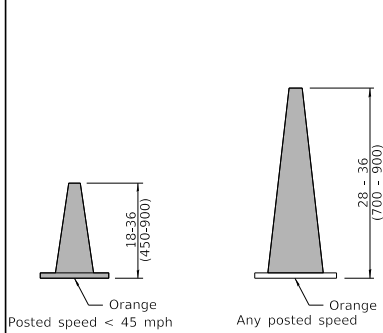 18-36
(450-900)
Orange
Posted speed < 45 mph
28 - 36
(700 - 900)
Orange
Any posted speed